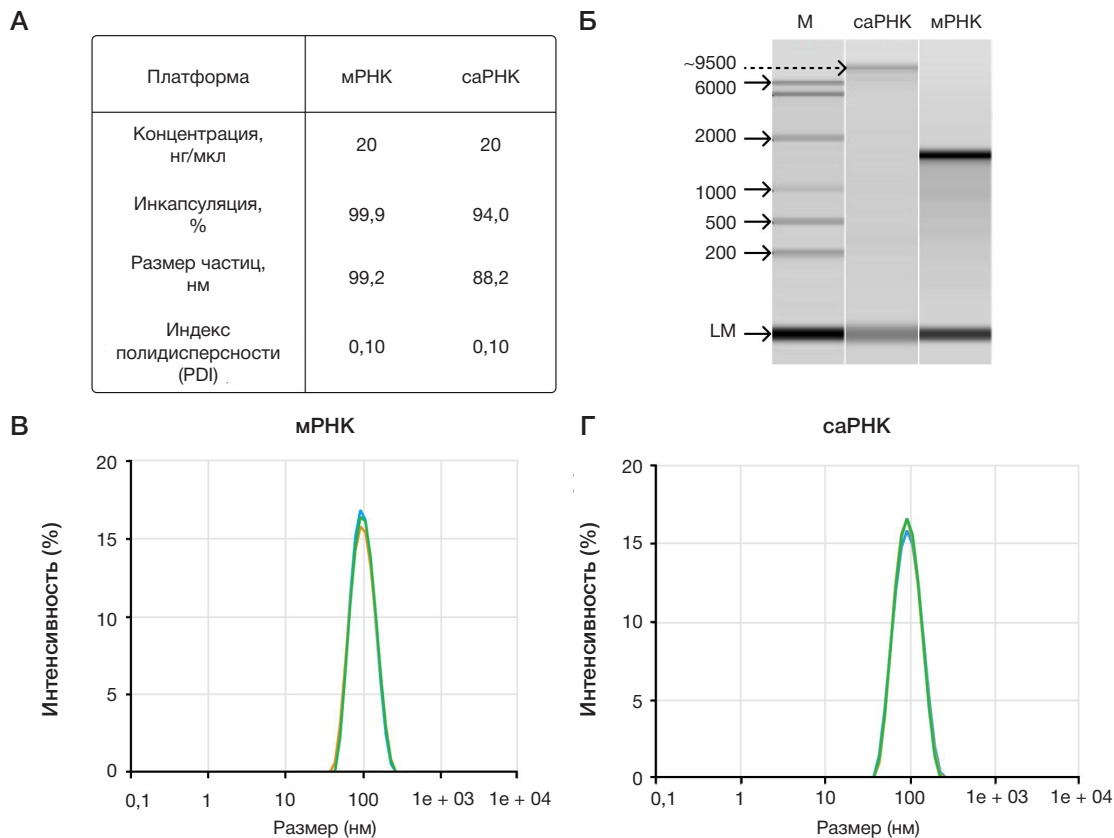 А
Платформа
мРНК
саРНК
Концентрация,
нг/мкл
20
20
Инкапсуляция,
%
99,9
94,0
Размер частиц,
нм
99,2
88,2
Индекс
полидисперсности
(PDI)
0,10
0,10
Б
М
саРНК
мРНК
~9500
6000
2000
1000
500
200
LM
В
мРНК
Интенсивность (%)
20
15
10
5
0
0,1
1
10
100
1e + 03
1e + 04
Размер (нм)
Г
саРНК
Интенсивность (%)
20
15
10
5
0
0,1
1
10
100
1e + 03
1e + 04
Размер (нм)